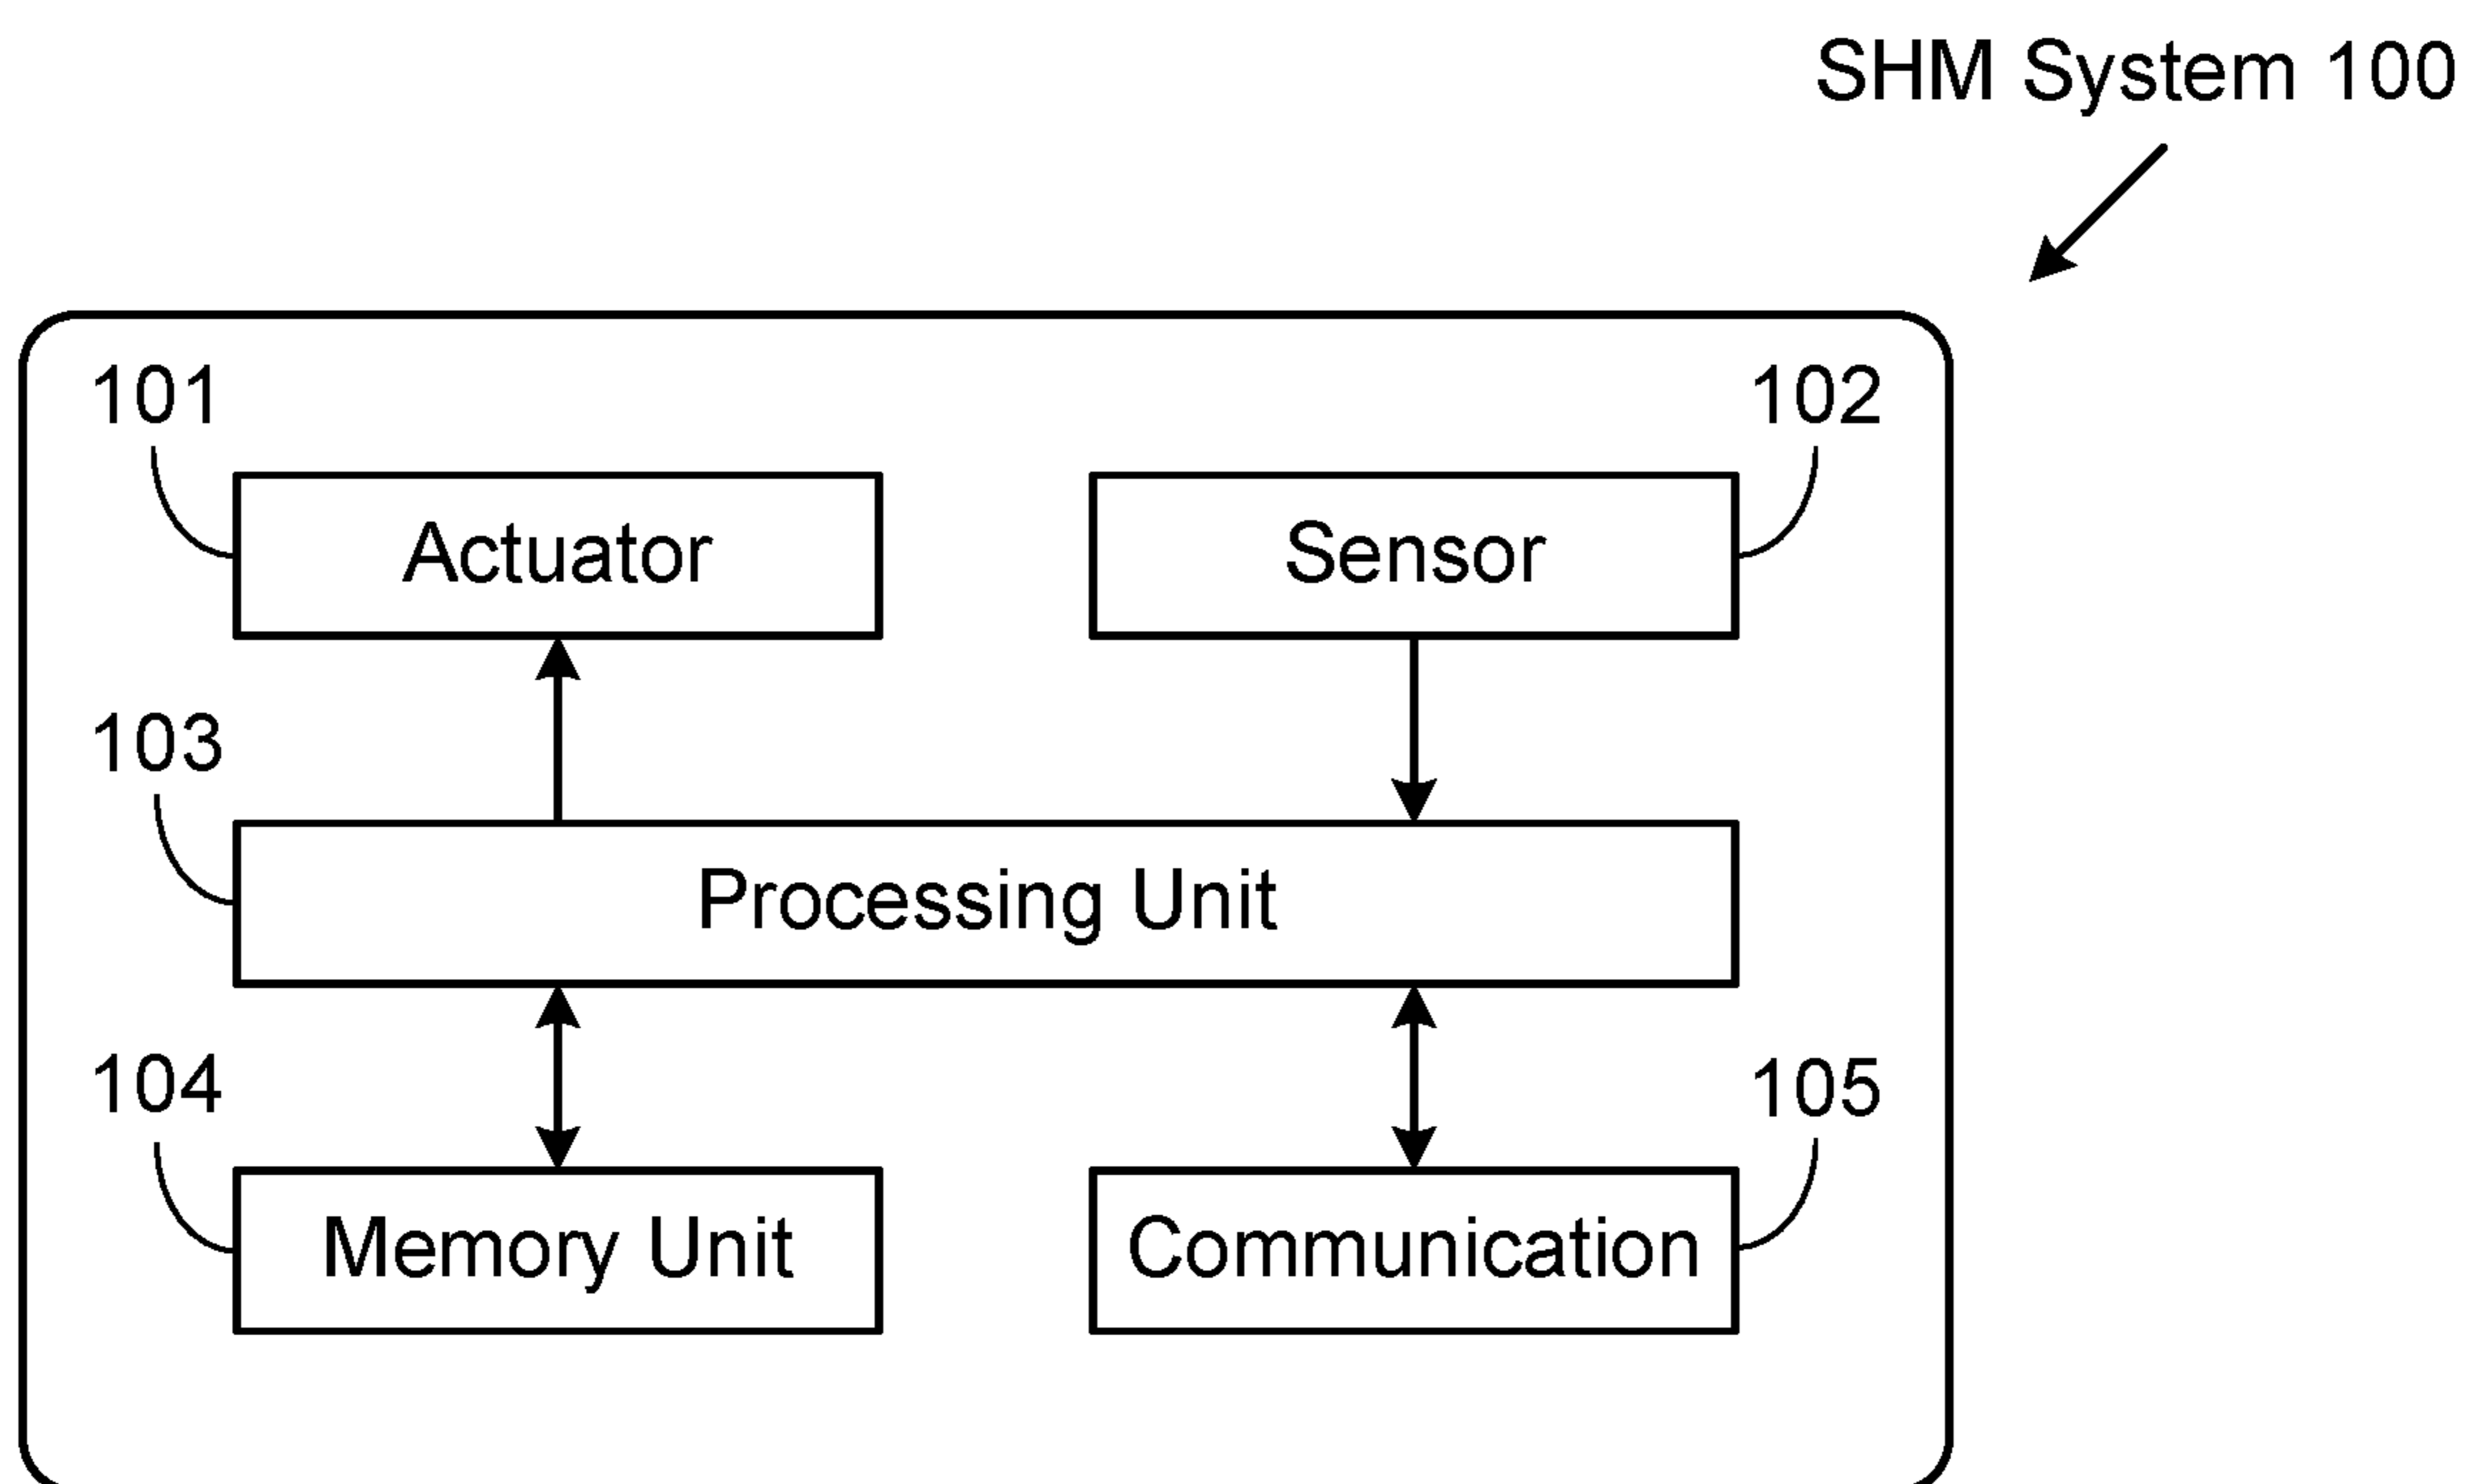 SHM System 100
101
102
Actuator
Sensor
103
Processing Unit
104
105
Memory Unit
Communication